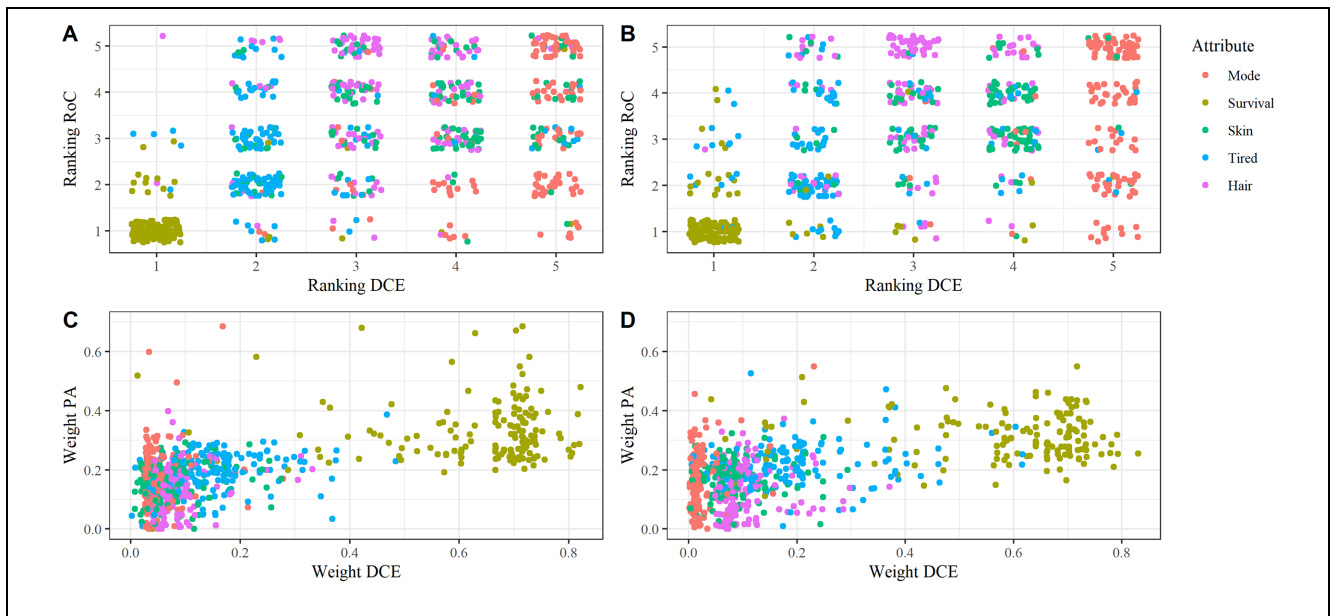 A
Ranking RoC
5
4
3
2
1
1 2 3 4 5
Ranking DCE
B
Ranking RoC
5
4
3
2
1
1 2 3 4 5
Ranking DCE
Attribute
Mode
Survival
Skin
Tired
Hair
C
Weight PA
0.6
0.4
0.2
0.0
0.0 0.2 0.4 0.6 0.8
Weight DCE
D
Weight PA
0.6
0.4
0.2
0.0
0.0 0.2 0.4 0.6 0.8
Weight DCE